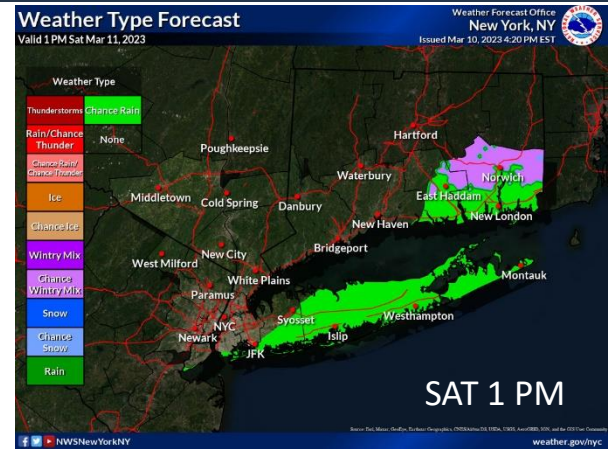 Weather Type Forecast
Valid 1 PM Sat Mar 11, 2023
Weather Forecast Office
New York, NY
Issued Mar 10, 2023 4:20 PM EST
Weather Type
Thunderstorms
Chance Rain
Rain/Chance
Thunder
None
Chance Rain/
Chance Thunder
Ice
Chance Ice
Wintry Mix
Chance
Wintry Mix
Snow
Chance
Snow
Rain
Hartford
Poughkeepsie
Waterbury
Norwich
Middletown
Cold Spring
Danbury
East Haddam
New London
New Haven
Bridgeport
New City
West Milford
White Plains
Montauk
Paramus
Westhampton
Syosset
NYC
Islip
Newark
JFK
SAT 1 PM
NWSNewYorkNY
weather.gov/nyc